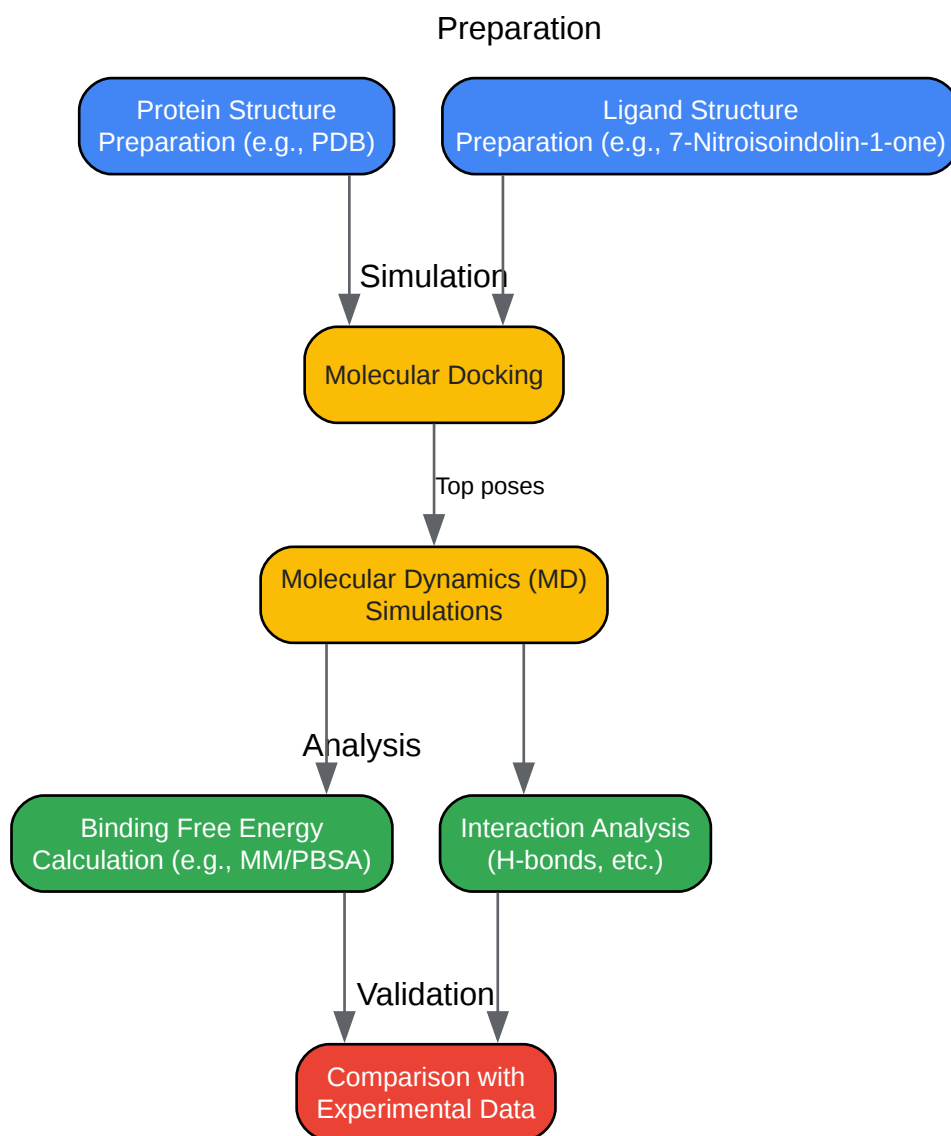 Preparation
Protein Structure
Preparation (e.g., PDB)
Ligand Structure
Preparation (e.g., 7-Nitroisoindolin-1-one)
Simulation
Molecular Docking
Top poses
Molecular Dynamics (MD)
Simulations
Analysis
Binding Free Energy
Calculation (e.g., MM/PBSA)
Interaction Analysis
(H-bonds, etc.)
Validation
Comparison with
Experimental Data